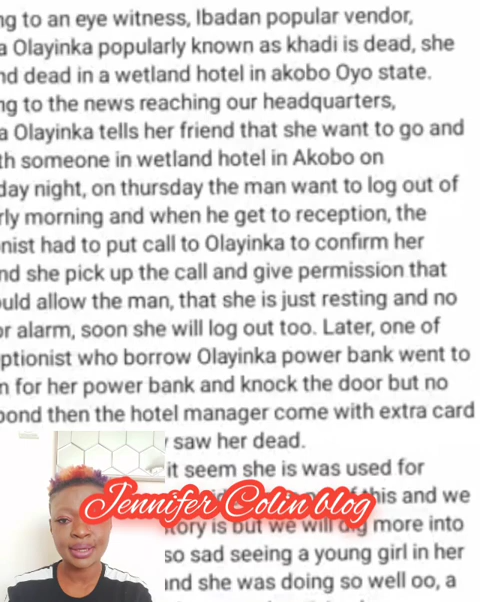 ng to an eye witness, Ibadan popular vendor,
a Olayinka popularly known as khadi is dead, she
nd dead in a wetland hotel in akobo Oyo state.
ng to the news reaching our headquarters,
a Olayinka tells her friend that she want to go and
th someone in wetland hotel in Akobo on
day night, on thursday the man want to log out of
rly morning and when he get to reception, the
nist had to put call to Olayinka to confirm her
nd she pick up the call and give permission that
ould allow the man, that she is just resting and no
or alarm, soon she will log out too. Later, one of
ptionist who borrow Olayinka power bank went to
n for her power bank and knock the door but no
pond then the hotel manager come with extra card
saw her dead.
it seem she is was used for
Jennifer Colin blog
this and we
tory is but we will dig more into
so sad seeing a young girl in her
nd she was doing so well oo, a